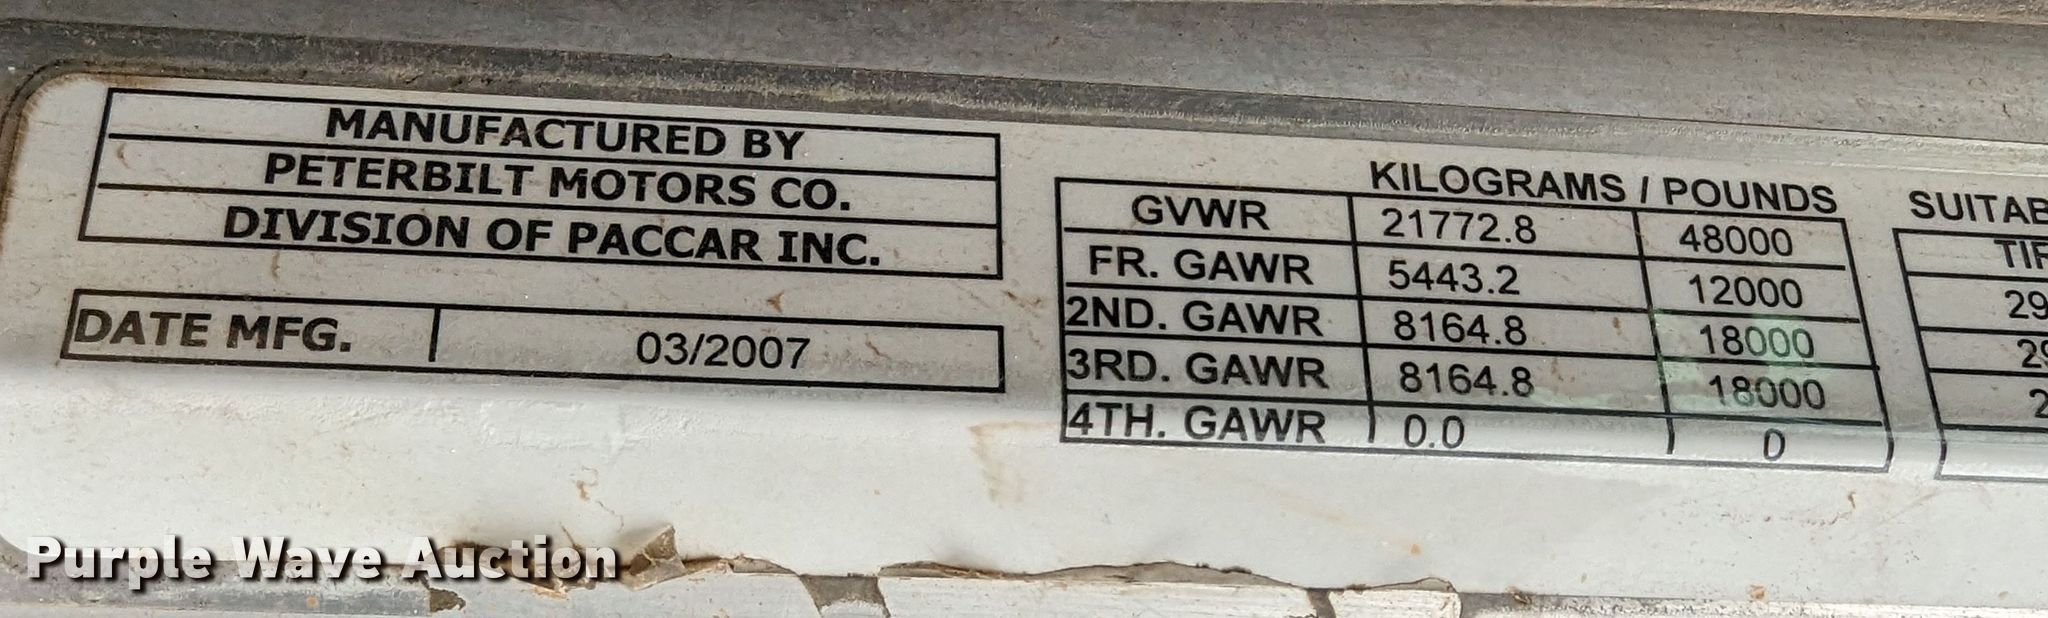 MANUFACTURED BY
PETERBILT MOTORS CO.
DIVISION OF PACCAR INC.
DATE MFG. 03/2007
KILOGRAMS / POUNDS
GVWR 21772.8 48000
FR. GAWR 5443.2 12000
2ND. GAWR 8164.8 18000
3RD. GAWR 8164.8 18000
4TH. GAWR 0.0 0
Purple Wave Auction